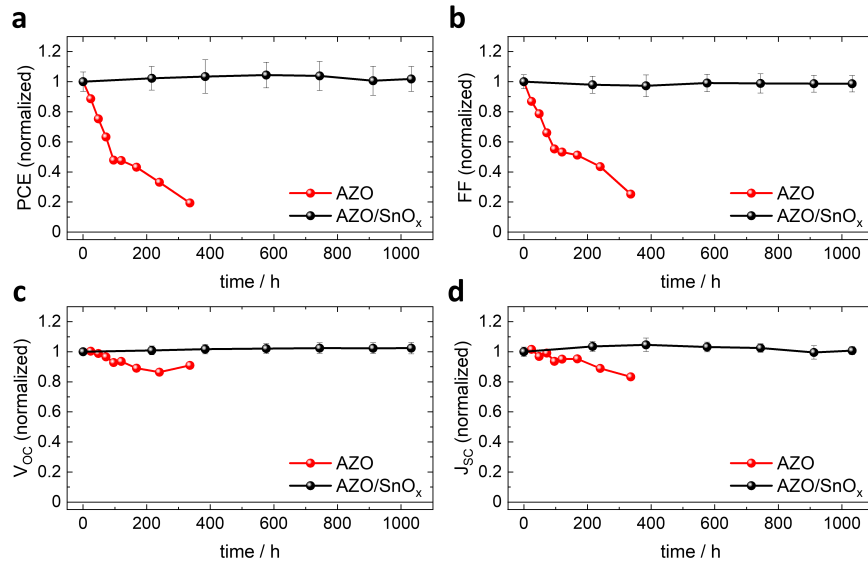 a
PCE (normalized)
1.2
1
0.8
0.6
0.4
0.2
0
AZO
AZO/SnOx
0 200 400 600 800 1000
time / h
b
FF (normalized)
1.2
1
0.8
0.6
0.4
0.2
0
AZO
AZO/SnOx
0 200 400 600 800 1000
time / h
c
VOC (normalized)
1.2
1
0.8
0.6
0.4
0.2
0
AZO
AZO/SnOx
0 200 400 600 800 1000
time / h
d
JSC (normalized)
1.2
1
0.8
0.6
0.4
0.2
0
AZO
AZO/SnOx
0 200 400 600 800 1000
time / h